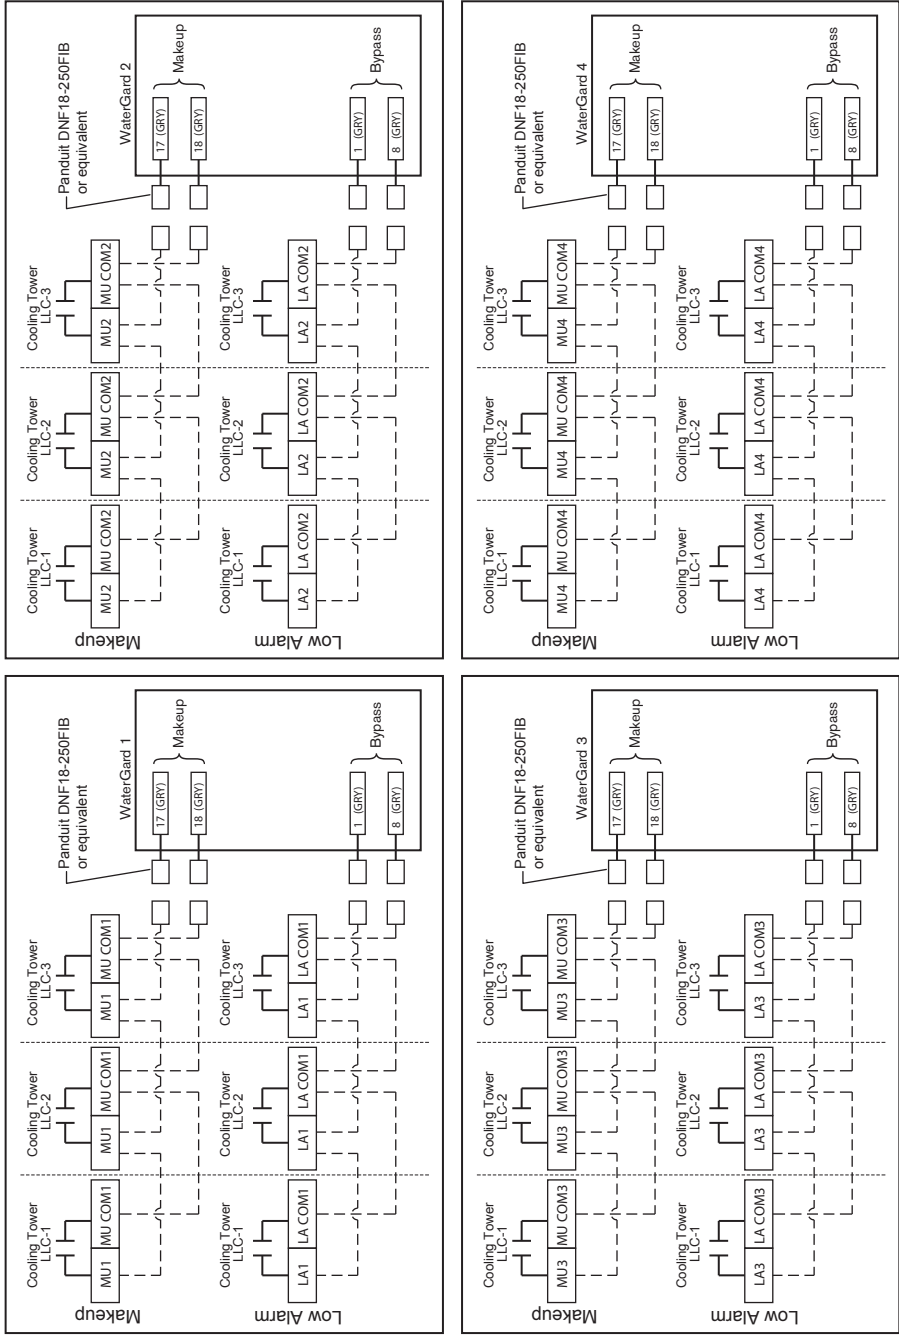 Makeup
Cooling Tower
LLC-1
Cooling Tower
LLC-2
Cooling Tower
LLC-3
MU1 MU COM1
MU1 MU COM1
MU1 MU COM1
Panduit DNF18-250FIB
or equivalent
WaterGard 1
17 (GRY)
18 (GRY)
Makeup
Low Alarm
Cooling Tower
LLC-1
Cooling Tower
LLC-2
Cooling Tower
LLC-3
LA1 LA COM1
LA1 LA COM1
LA1 LA COM1
1 (GRY)
8 (GRY)
Bypass
Makeup
Cooling Tower
LLC-1
Cooling Tower
LLC-2
Cooling Tower
LLC-3
MU2 MU COM2
MU2 MU COM2
MU2 MU COM2
Panduit DNF18-250FIB
or equivalent
WaterGard 2
17 (GRY)
18 (GRY)
Makeup
Low Alarm
Cooling Tower
LLC-1
Cooling Tower
LLC-2
Cooling Tower
LLC-3
LA2 LA COM2
LA2 LA COM2
LA2 LA COM2
1 (GRY)
8 (GRY)
Bypass
Makeup
Cooling Tower
LLC-1
Cooling Tower
LLC-2
Cooling Tower
LLC-3
MU3 MU COM3
MU3 MU COM3
MU3 MU COM3
Panduit DNF18-250FIB
or equivalent
WaterGard 3
17 (GRY)
18 (GRY)
Makeup
Low Alarm
Cooling Tower
LLC-1
Cooling Tower
LLC-2
Cooling Tower
LLC-3
LA3 LA COM3
LA3 LA COM3
LA3 LA COM3
1 (GRY)
8 (GRY)
Bypass
Makeup
Cooling Tower
LLC-1
Cooling Tower
LLC-2
Cooling Tower
LLC-3
MU4 MU COM4
MU4 MU COM4
MU4 MU COM4
Panduit DNF18-250FIB
or equivalent
WaterGard 4
17 (GRY)
18 (GRY)
Makeup
Low Alarm
Cooling Tower
LLC-1
Cooling Tower
LLC-2
Cooling Tower
LLC-3
LA4 LA COM4
LA4 LA COM4
LA4 LA COM4
1 (GRY)
8 (GRY)
Bypass